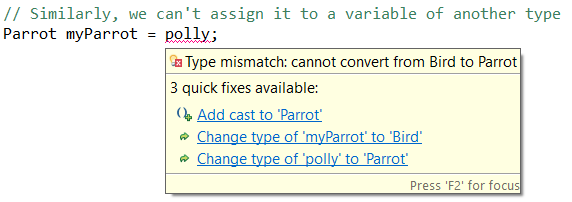 // Similarly, we can't assign it to a variable of another type
Parrot myParrot = polly;
Type mismatch: cannot convert from Bird to Parrot
3 quick fixes available:
Add cast to 'Parrot'
Change type of 'myParrot' to 'Bird'
Change type of 'polly' to 'Parrot'
Press 'F2' for focus